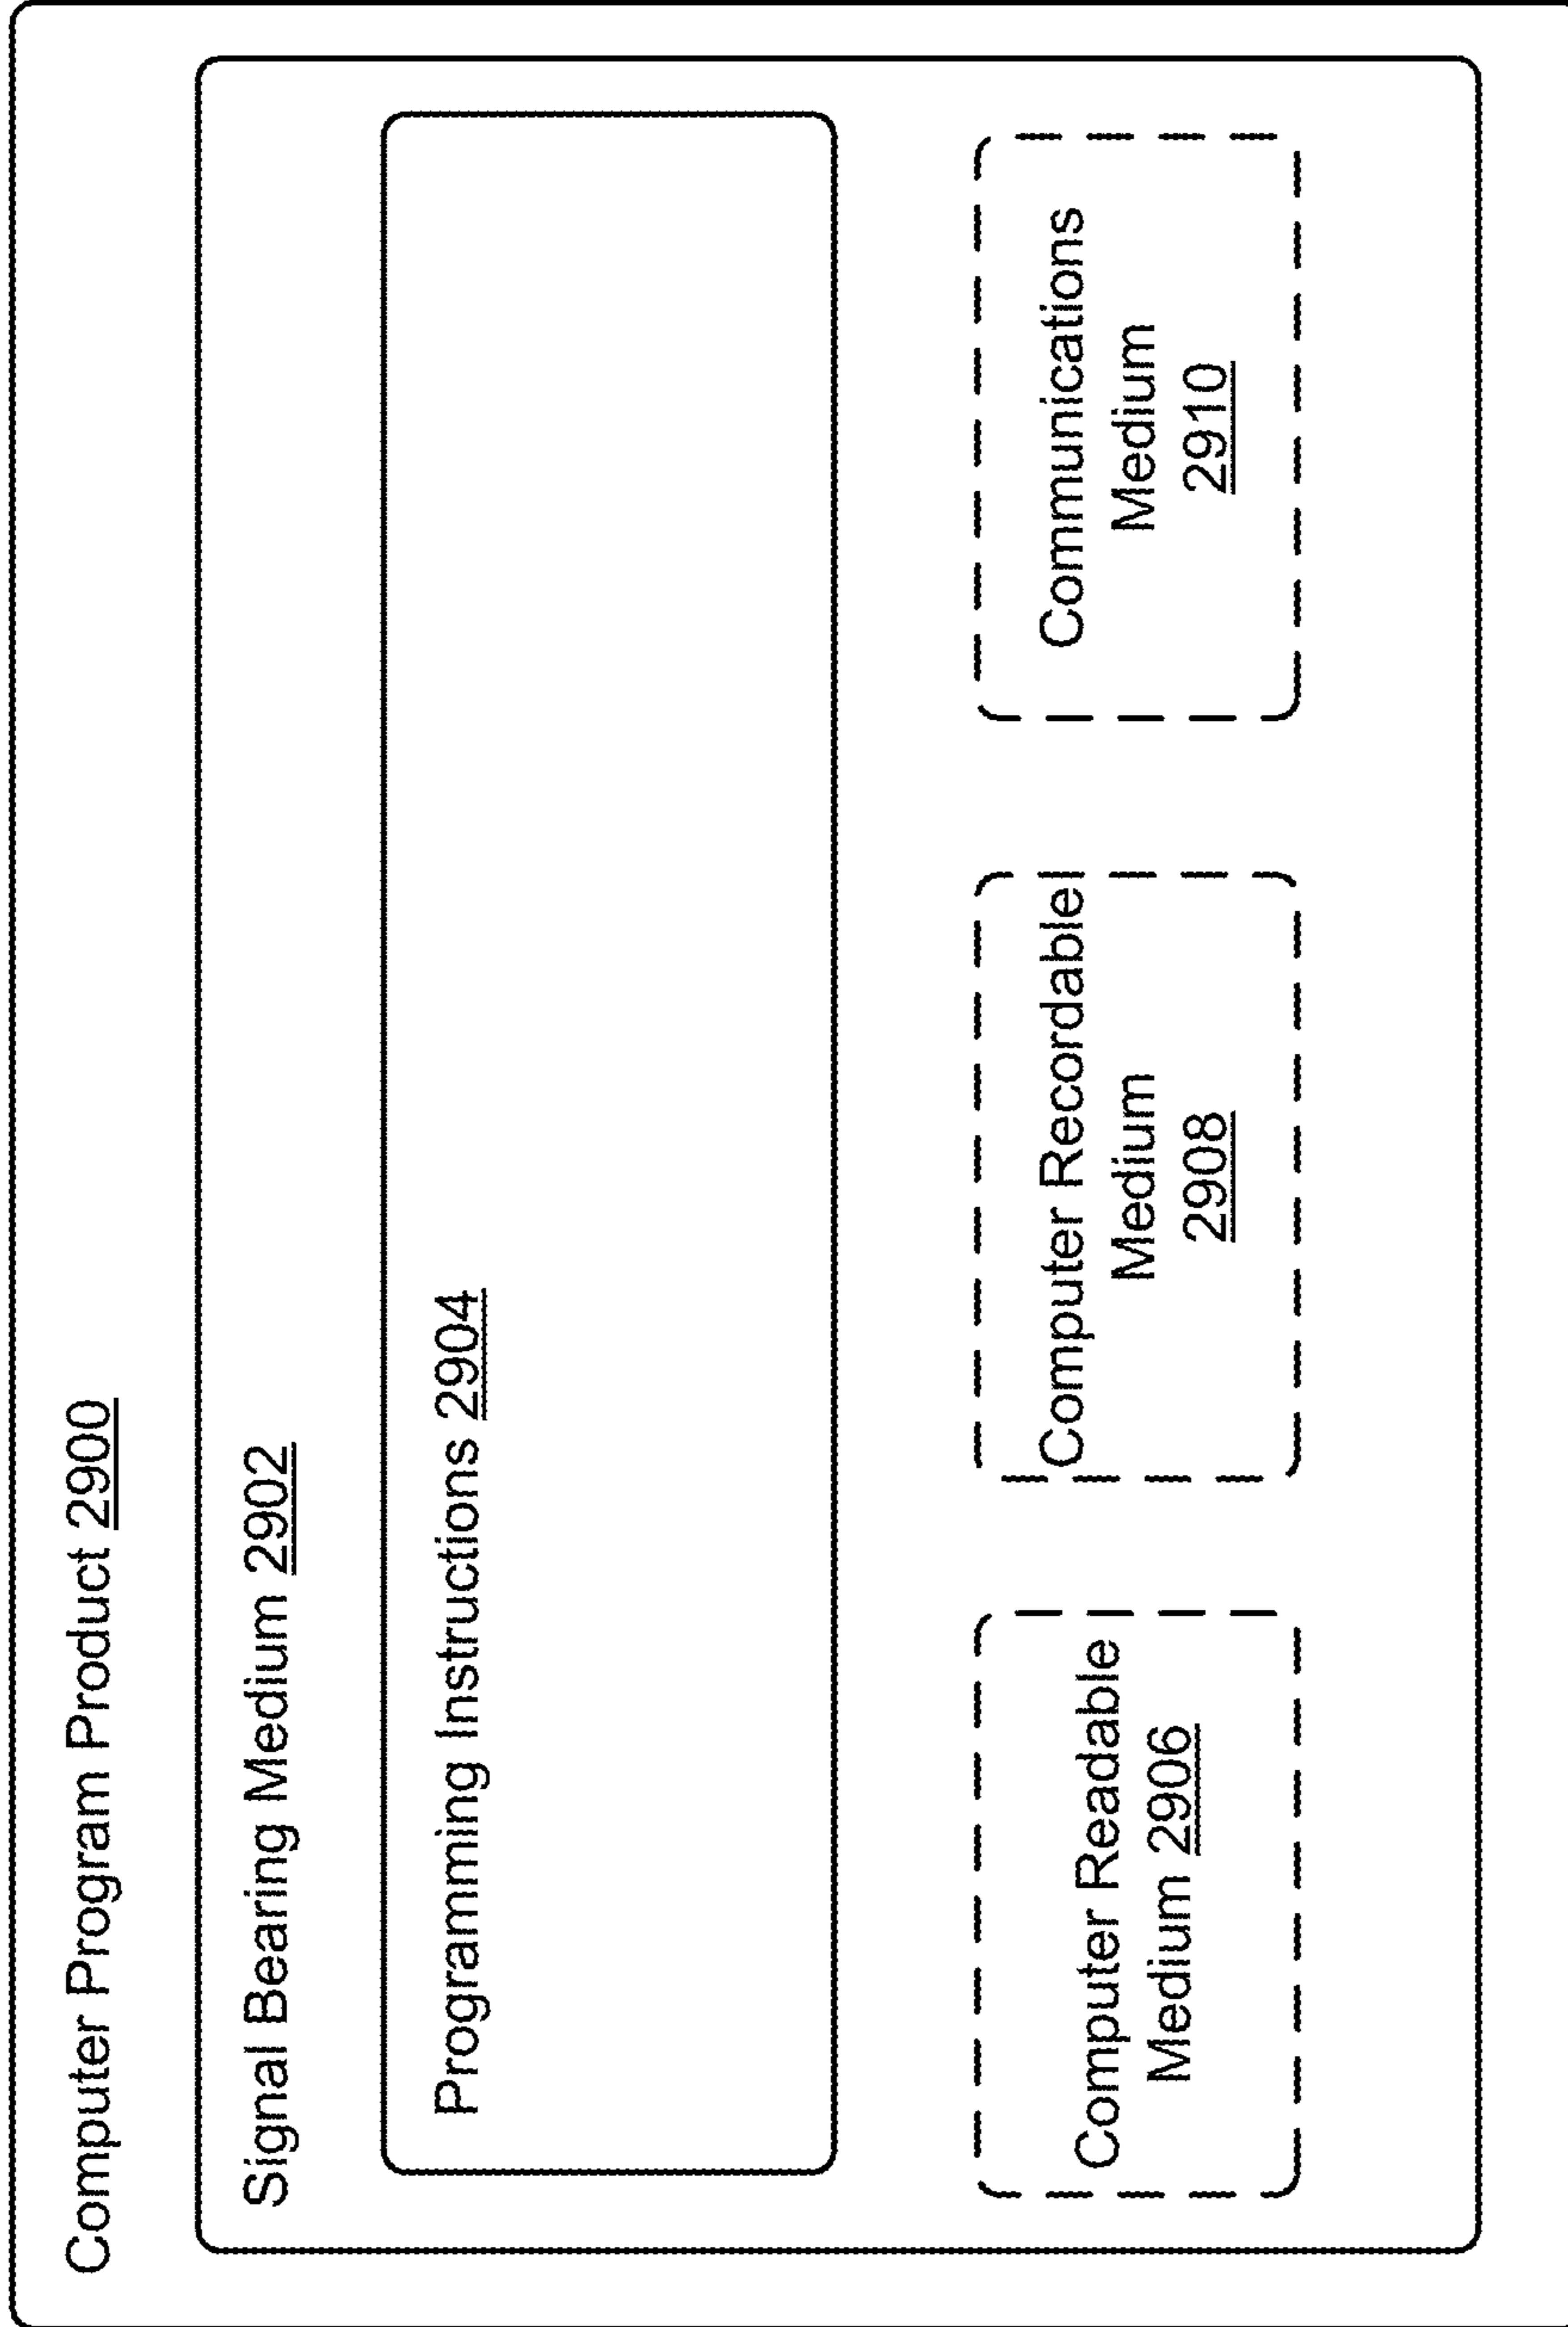 Computer Program Product 2900
Signal Bearing Medium 2902
Programming Instructions 2904
Computer Readable
Medium 2906
Computer Recordable
Medium
2908
Communications
Medium
2910